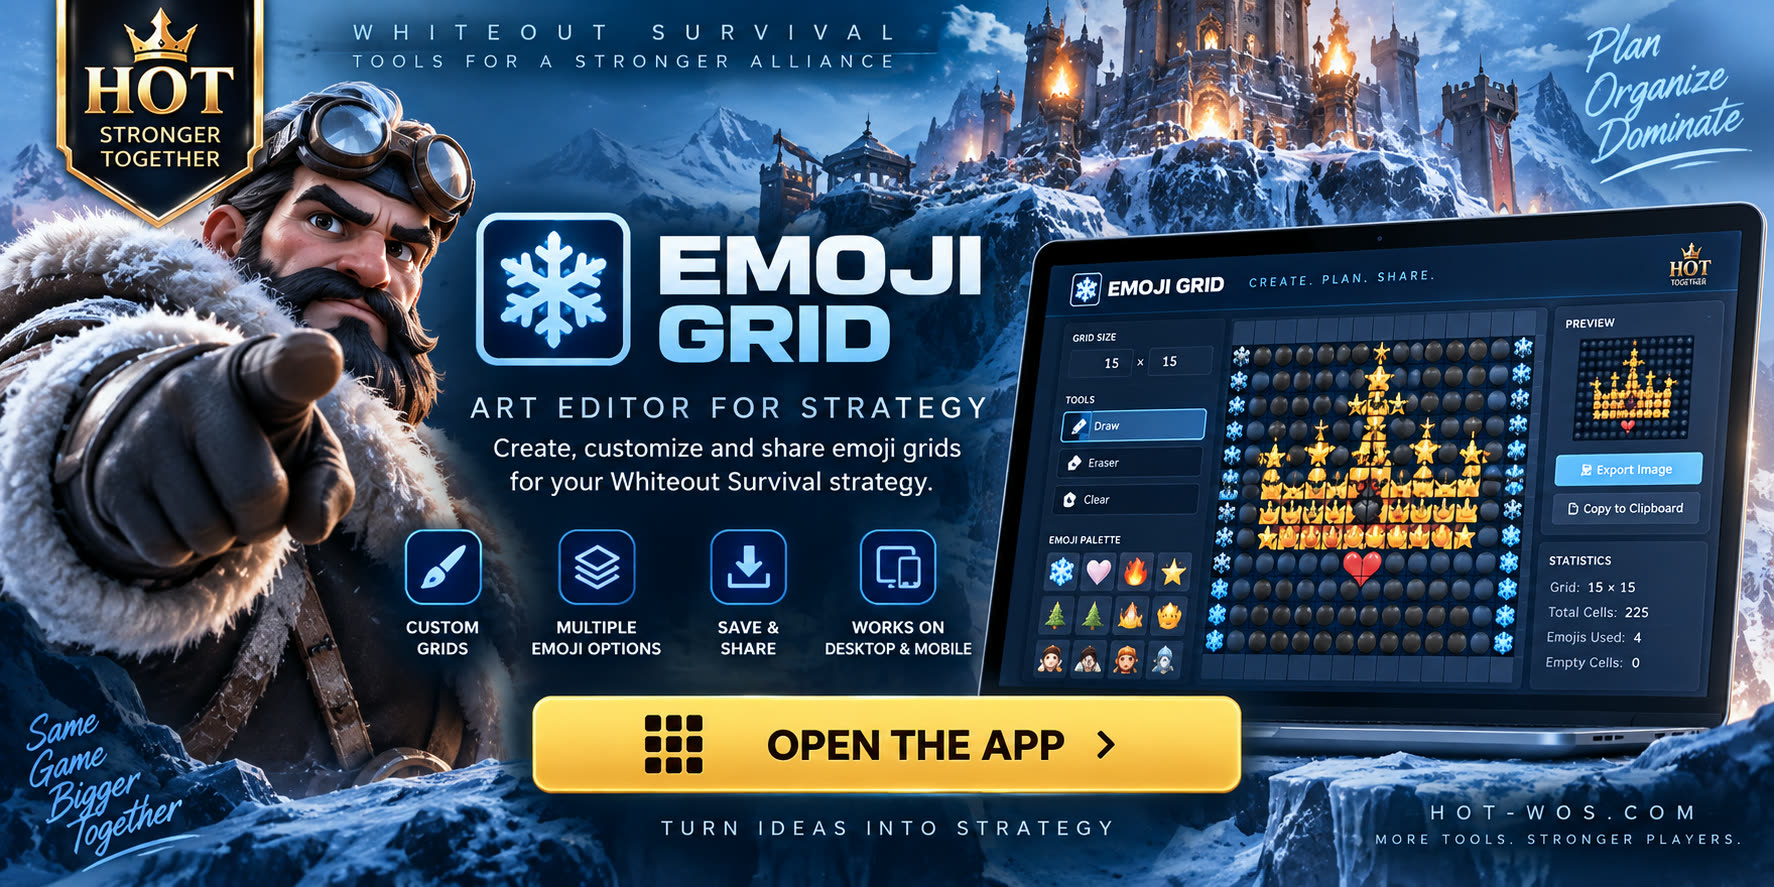 HOT
STRONGER
TOGETHER
WHITEOUT SURVIVAL
TOOLS FOR A STRONGER ALLIANCE
Plan
Organize
Dominate
EMOJI
GRID
ART EDITOR FOR STRATEGY
Create, customize and share emoji grids
for your Whiteout Survival strategy.
CUSTOM
GRIDS
MULTIPLE
EMOJI OPTIONS
SAVE &
SHARE
WORKS ON
DESKTOP & MOBILE
EMOJI GRID
CREATE. PLAN. SHARE.
HOT
TOGETHER
GRID SIZE
15 × 15
TOOLS
Draw
Eraser
Clear
EMOJI PALETTE
PREVIEW
Export Image
Copy to Clipboard
STATISTICS
Grid: 15 × 15
Total Cells: 225
Emojis Used: 4
Empty Cells: 0
OPEN THE APP
TURN IDEAS INTO STRATEGY
Same
Game
Bigger
Together
HOT-WOS.COM
MORE TOOLS. STRONGER PLAYERS.